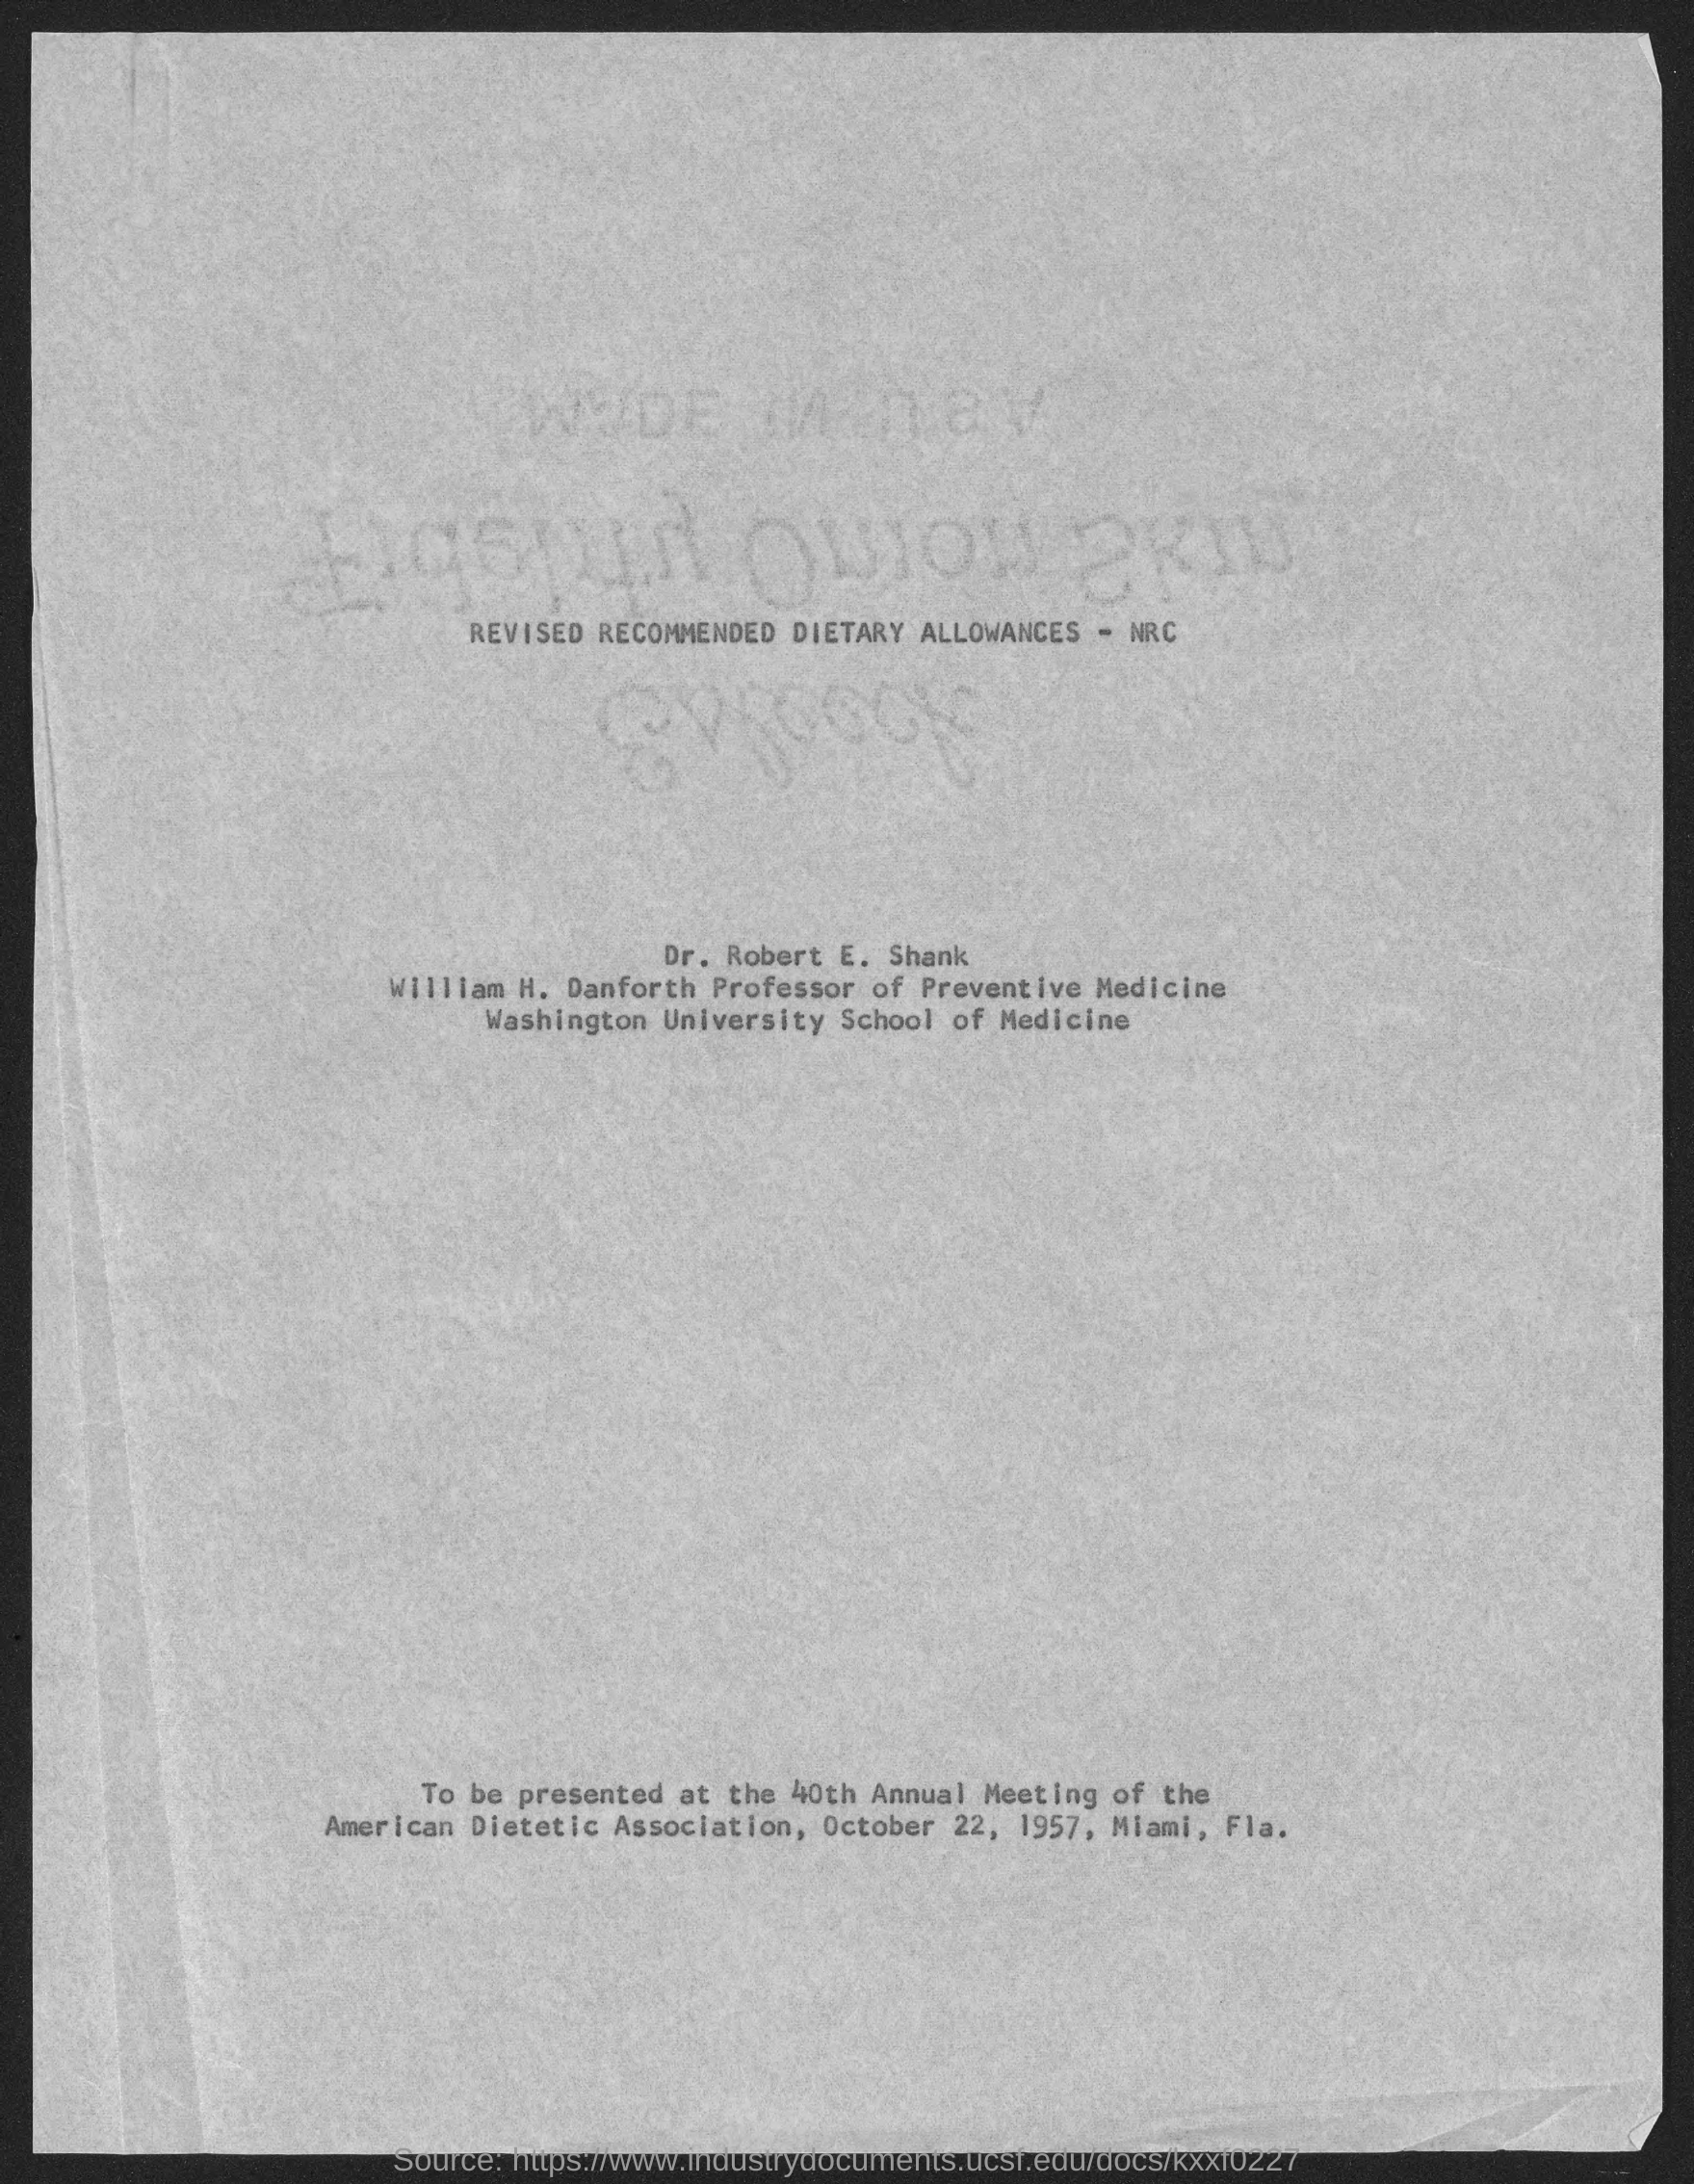 REVISED RECOMMENDED DIETARY ALLOWANCES - NRC
Dr. Robert E. Shank
William H. Danforth Professor of Preventive Medicine
Washington University School of Medicine
To be presented at the 40th Annual Meeting of the
American Dietetic Association, October 22, 1957, Miami, Fla.
Source: https://www.industrydocuments.ucsf.edu/docs/kxxf0227